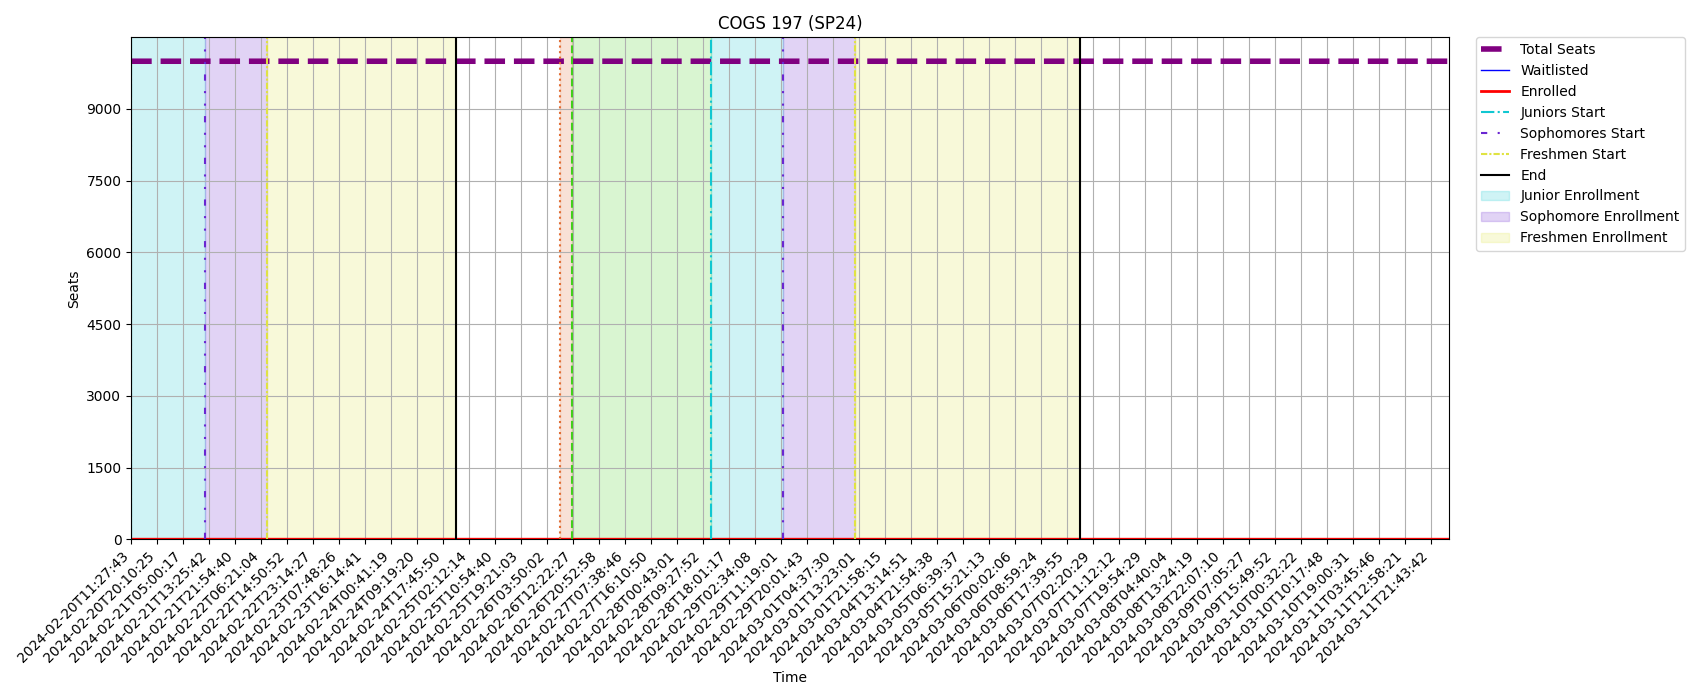 COGS 197 (SP24)
Total Seats
Waitlisted
Enrolled
Juniors Start
Sophomores Start
Freshmen Start
End
Junior Enrollment
Sophomore Enrollment
Freshmen Enrollment
Seats
9000
7500
6000
4500
3000
1500
0
2024-02-20T11:27:43
2024-02-20T20:10:25
2024-02-21T05:00:17
2024-02-21T13:25:42
2024-02-21T21:54:40
2024-02-22T06:21:04
2024-02-22T14:50:52
2024-02-22T23:14:27
2024-02-23T07:48:26
2024-02-23T16:14:41
2024-02-24T00:41:19
2024-02-24T09:19:20
2024-02-24T17:45:50
2024-02-25T02:12:14
2024-02-25T10:54:40
2024-02-25T19:21:03
2024-02-26T03:50:02
2024-02-26T12:22:27
2024-02-26T20:52:58
2024-02-27T07:38:46
2024-02-27T16:10:50
2024-02-28T00:43:01
2024-02-28T09:27:52
2024-02-28T18:01:17
2024-02-29T02:34:08
2024-02-29T11:19:01
2024-02-29T20:01:43
2024-03-01T04:37:30
2024-03-01T13:23:01
2024-03-01T21:58:15
2024-03-04T13:14:51
2024-03-04T21:54:38
2024-03-05T06:39:37
2024-03-05T15:21:13
2024-03-06T00:02:06
2024-03-06T08:59:24
2024-03-06T17:39:55
2024-03-07T02:20:29
2024-03-07T11:12:12
2024-03-07T19:54:29
2024-03-08T04:40:04
2024-03-08T13:24:19
2024-03-08T22:07:10
2024-03-09T07:05:27
2024-03-09T15:49:52
2024-03-10T00:32:22
2024-03-10T10:17:48
2024-03-10T19:00:31
2024-03-11T03:45:46
2024-03-11T12:58:21
2024-03-11T21:43:42
Time